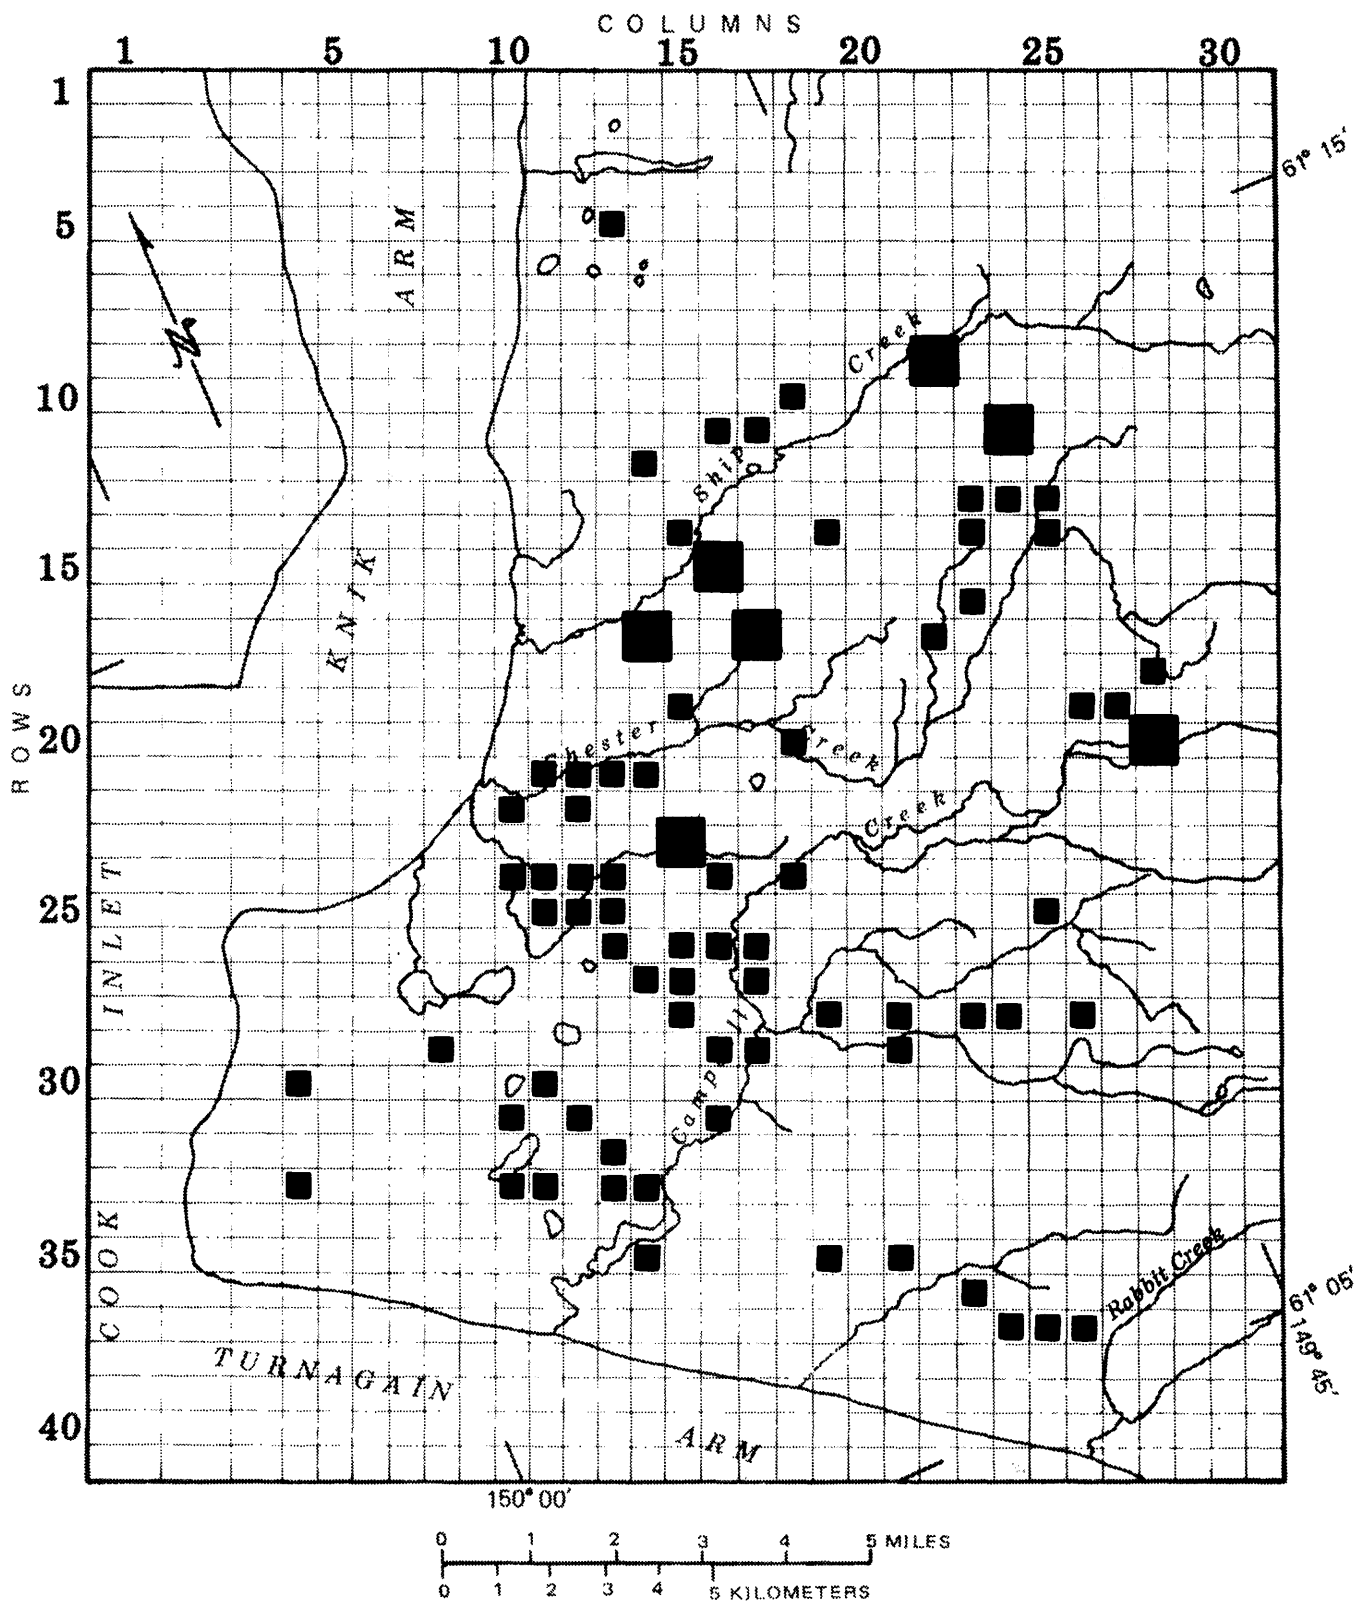 COLUMNS
1 5 10 15 20 25 30
ROWS
1
5
10
15
20
25
30
35
40
61° 15'
KNIK ARM
Ship Creek
Chester Creek
Campbell Creek
COOK INLET
Rabbit Creek
61° 05'
149° 45'
TURNAGAIN ARM
N
150° 00'
0 1 2 3 4 5 MILES
0 1 2 3 4 5 KILOMETERS